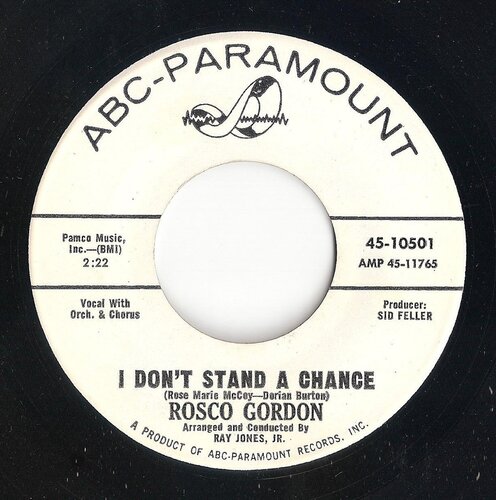 ABC-PARAMOUNT
Pamco Music,
Inc.—(BMI)
2:22
45-10501
AMP 45-11765
Vocal With
Orch. & Chorus
Producer:
SID FELLER
I DON'T STAND A CHANCE
(Rose Marie McCoy—Dorian Burton)
ROSCO GORDON
Arranged and Conducted By
RAY JONES, JR.
A PRODUCT OF ABC-PARAMOUNT RECORDS, INC.